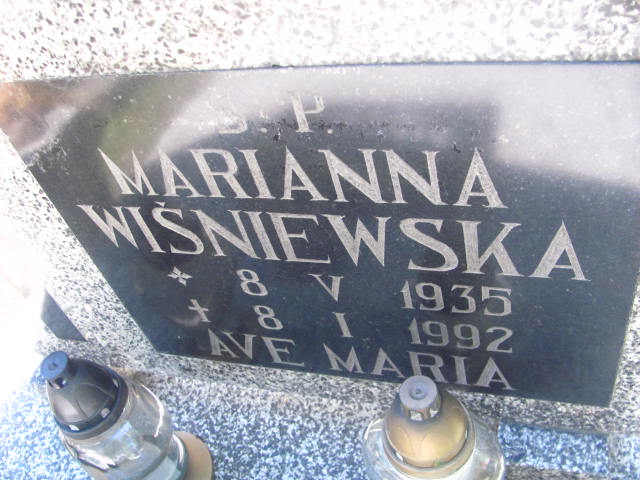 Ś. P.
MARIANNA
WIŚNIEWSKA
* 8 V 1935
+ 8 I 1992
AVE MARIA